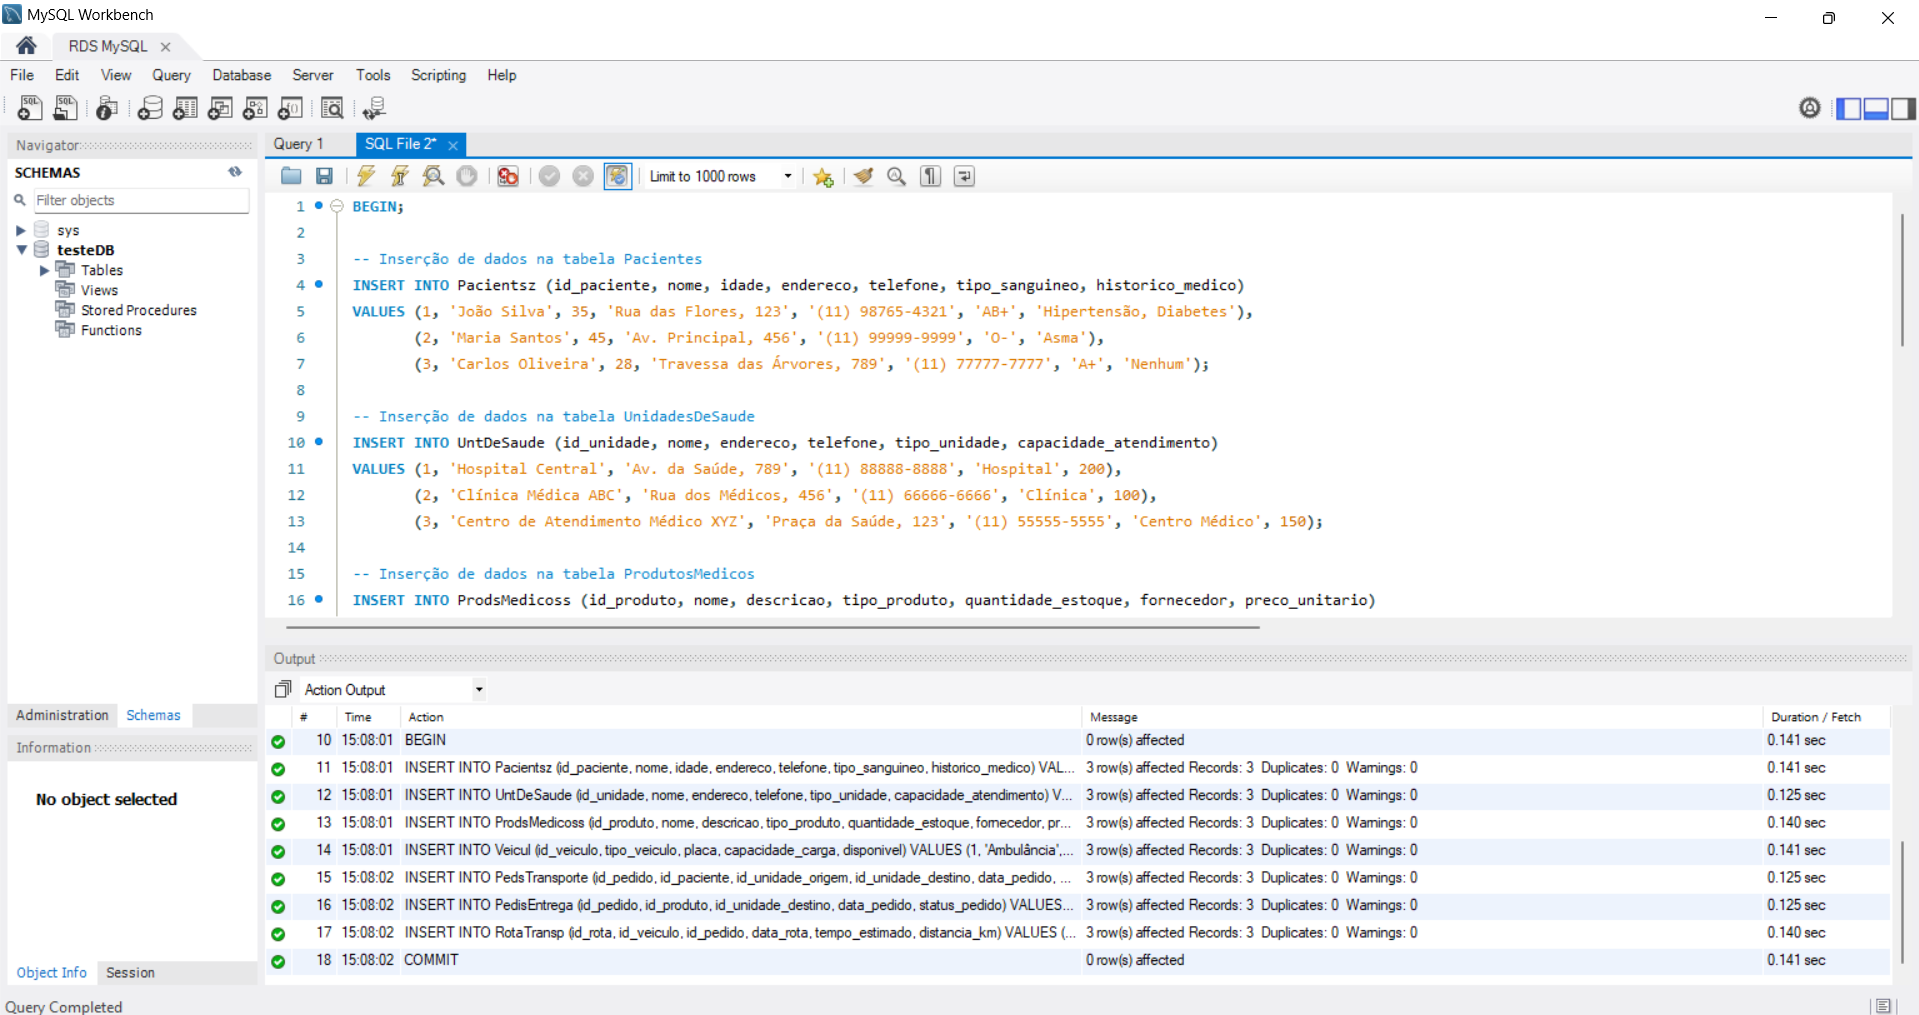 MySQL Workbench
RDS MySQL
File Edit View Query Database Server Tools Scripting Help
Navigator
SCHEMAS
Filter objects
sys
testeDB
Tables
Views
Stored Procedures
Functions
Administration Schemas
Information
No object selected
Object Info Session
Query 1 SQL File 2*
Limit to 1000 rows
1 BEGIN;
2
3 -- Inserção de dados na tabela Pacientes
4 INSERT INTO Pacientsz (id_paciente, nome, idade, endereco, telefone, tipo_sanguineo, historico_medico)
5 VALUES (1, 'João Silva', 35, 'Rua das Flores, 123', '(11) 98765-4321', 'AB+', 'Hipertensão, Diabetes'),
6 (2, 'Maria Santos', 45, 'Av. Principal, 456', '(11) 99999-9999', 'O-', 'Asma'),
7 (3, 'Carlos Oliveira', 28, 'Travessa das Árvores, 789', '(11) 77777-7777', 'A+', 'Nenhum');
8
9 -- Inserção de dados na tabela UnidadesDeSaude
10 INSERT INTO UntDeSaude (id_unidade, nome, endereco, telefone, tipo_unidade, capacidade_atendimento)
11 VALUES (1, 'Hospital Central', 'Av. da Saúde, 789', '(11) 88888-8888', 'Hospital', 200),
12 (2, 'Clínica Médica ABC', 'Rua dos Médicos, 456', '(11) 66666-6666', 'Clínica', 100),
13 (3, 'Centro de Atendimento Médico XYZ', 'Praça da Saúde, 123', '(11) 55555-5555', 'Centro Médico', 150);
14
15 -- Inserção de dados na tabela ProdutosMedicos
16 INSERT INTO ProdsMedicoss (id_produto, nome, descricao, tipo_produto, quantidade_estoque, fornecedor, preco_unitario)
Output
Action Output
# Time Action Message Duration / Fetch
10 15:08:01 BEGIN 0 row(s) affected 0.141 sec
11 15:08:01 INSERT INTO Pacientsz (id_paciente, nome, idade, endereco, telefone, tipo_sanguineo, historico_medico) VAL... 3 row(s) affected Records: 3 Duplicates: 0 Warnings: 0 0.141 sec
12 15:08:01 INSERT INTO UntDeSaude (id_unidade, nome, endereco, telefone, tipo_unidade, capacidade_atendimento) V... 3 row(s) affected Records: 3 Duplicates: 0 Warnings: 0 0.125 sec
13 15:08:01 INSERT INTO ProdsMedicoss (id_produto, nome, descricao, tipo_produto, quantidade_estoque, fornecedor, pr... 3 row(s) affected Records: 3 Duplicates: 0 Warnings: 0 0.140 sec
14 15:08:01 INSERT INTO Veicul (id_veiculo, tipo_veiculo, placa, capacidade_carga, disponivel) VALUES (1, 'Ambulância',... 3 row(s) affected Records: 3 Duplicates: 0 Warnings: 0 0.141 sec
15 15:08:02 INSERT INTO PedsTransporte (id_pedido, id_paciente, id_unidade_origem, id_unidade_destino, data_pedido, ... 3 row(s) affected Records: 3 Duplicates: 0 Warnings: 0 0.125 sec
16 15:08:02 INSERT INTO PedisEntrega (id_pedido, id_produto, id_unidade_destino, data_pedido, status_pedido) VALUES... 3 row(s) affected Records: 3 Duplicates: 0 Warnings: 0 0.125 sec
17 15:08:02 INSERT INTO RotaTransp (id_rota, id_veiculo, id_pedido, data_rota, tempo_estimado, distancia_km) VALUES (... 3 row(s) affected Records: 3 Duplicates: 0 Warnings: 0 0.140 sec
18 15:08:02 COMMIT 0 row(s) affected 0.141 sec
Query Completed